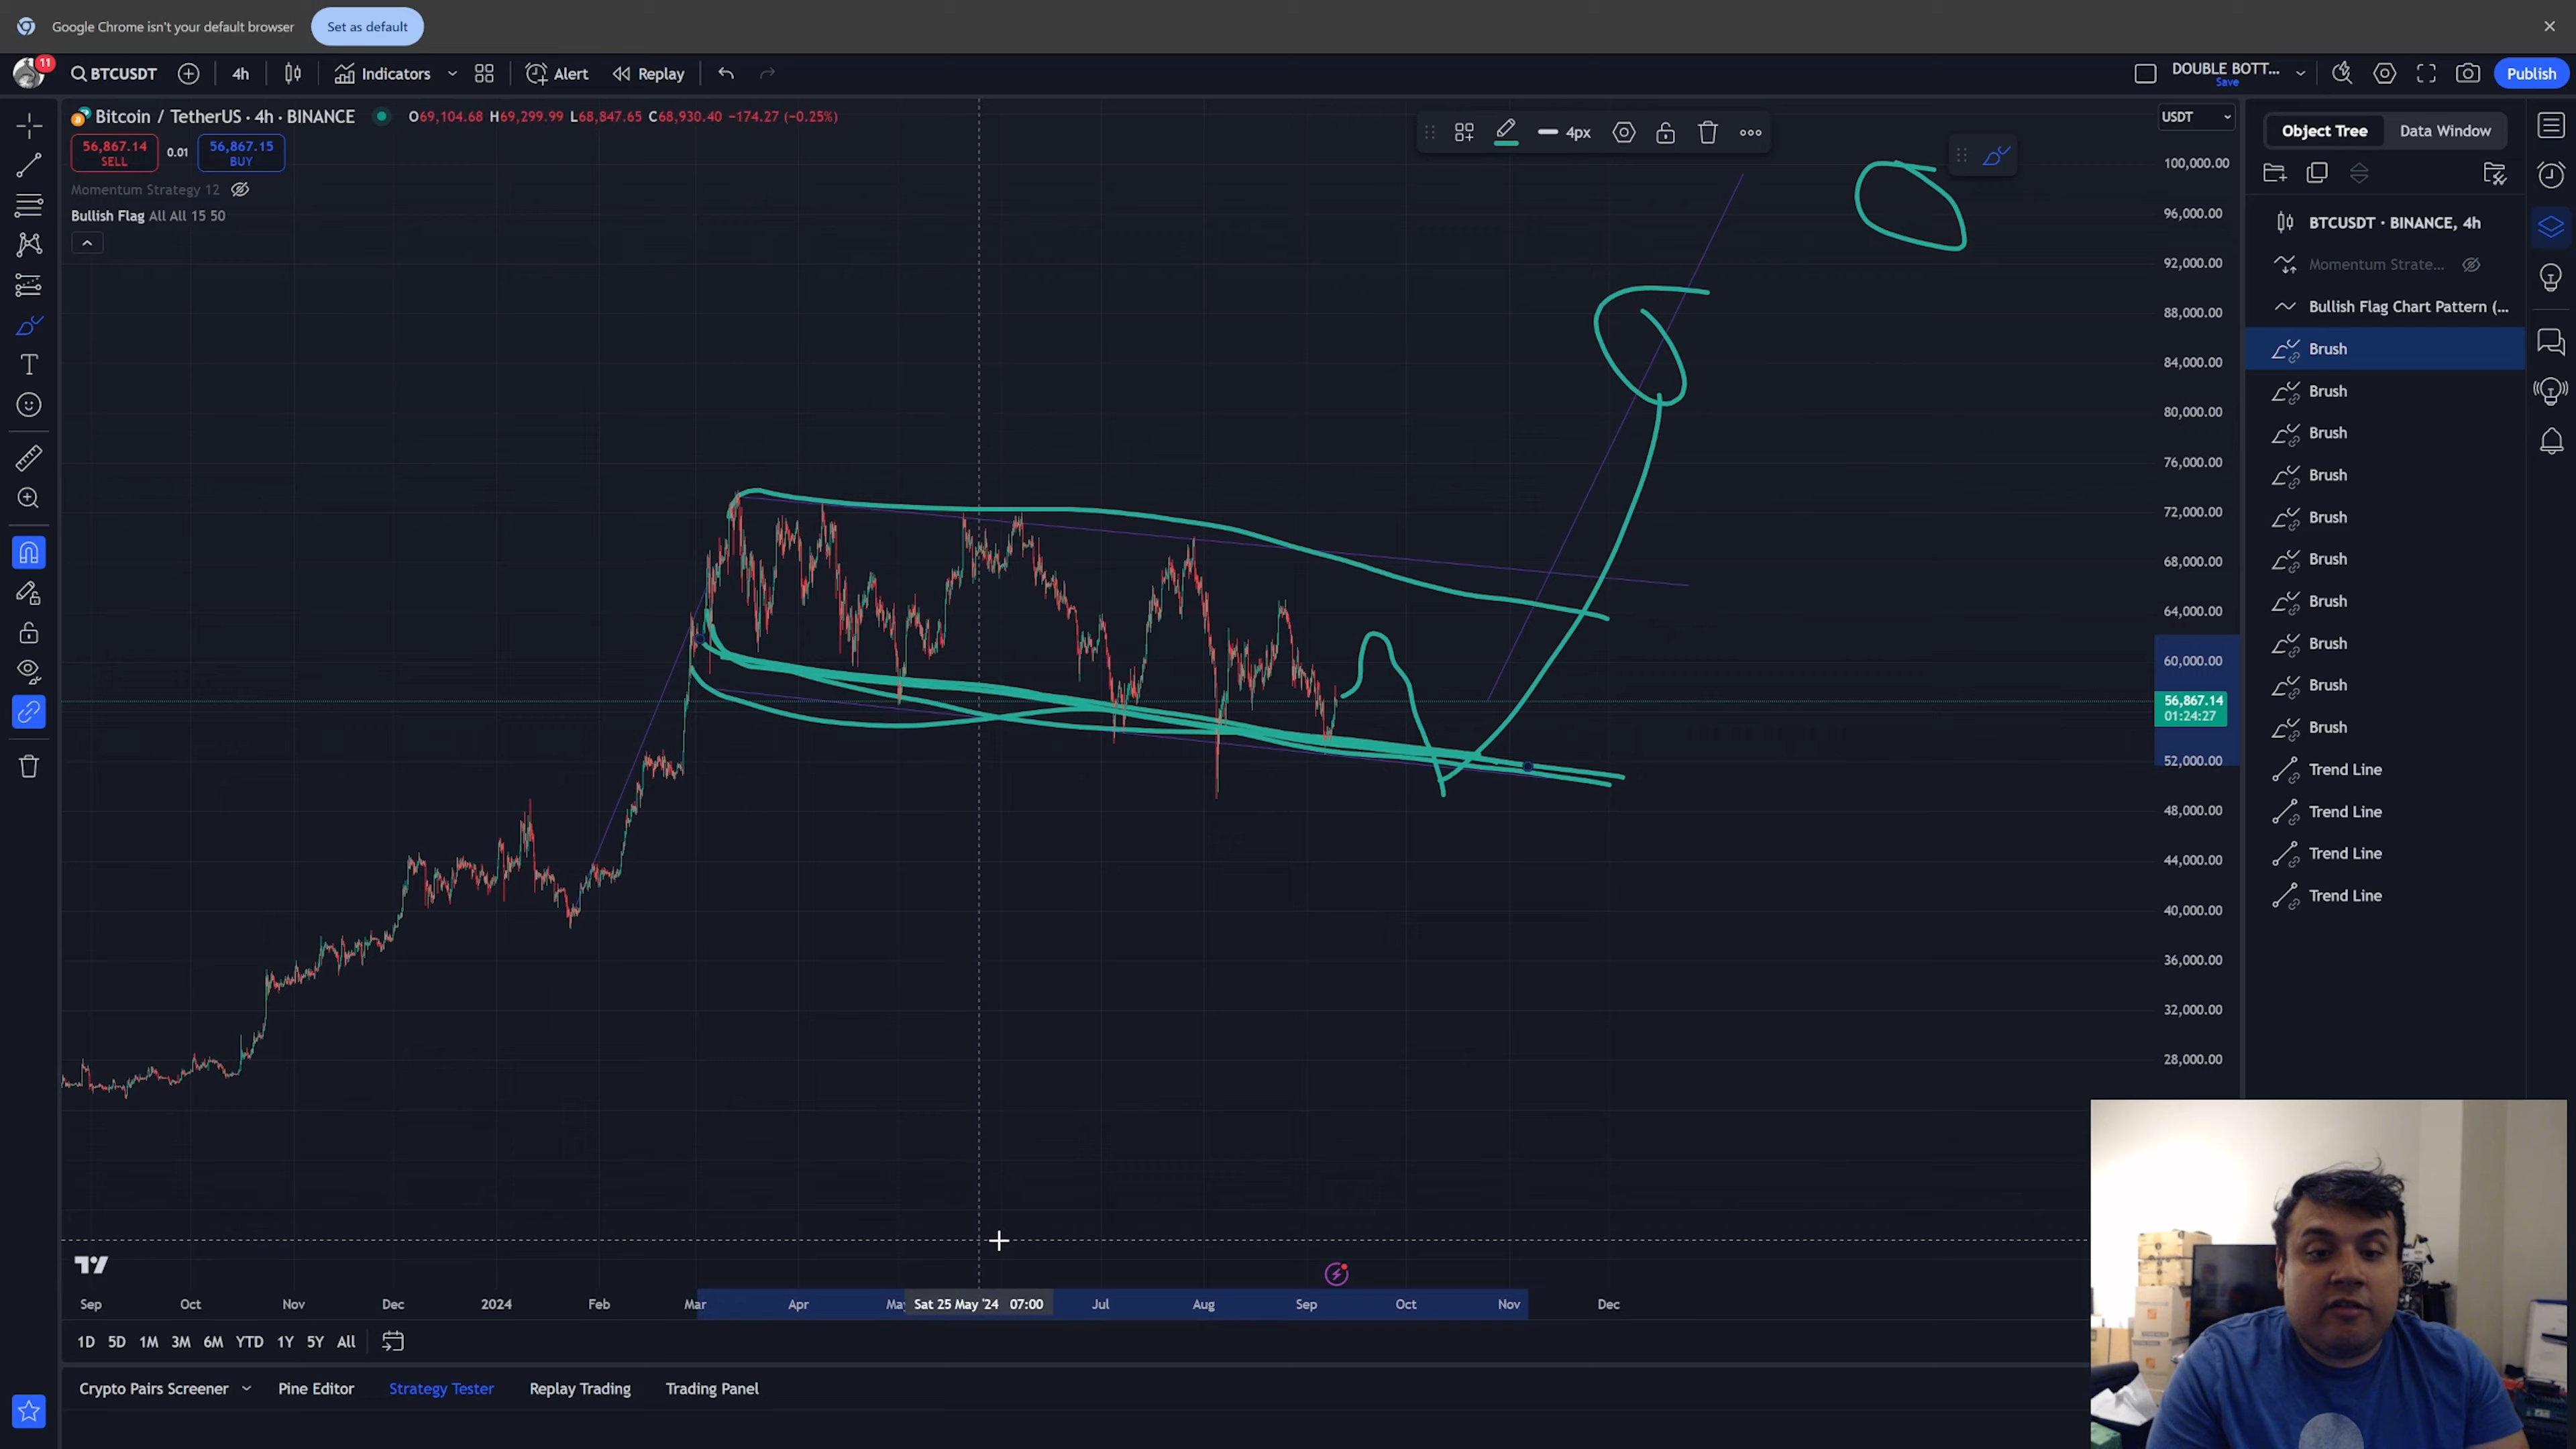 Google Chrome isn't your default browser Set as default
11 BTCUSDT 4h Indicators Alert Replay DOUBLE BOTT... Save Publish
Bitcoin / TetherUS · 4h · BINANCE O69,104.68 H69,299.99 L68,847.65 C68,930.40 −174.27 (−0.25%)
56,867.14 SELL 0.01 56,867.15 BUY
Momentum Strategy 12
Bullish Flag All All 15 50
4px
USDT
100,000.00
96,000.00
92,000.00
88,000.00
84,000.00
80,000.00
76,000.00
72,000.00
68,000.00
64,000.00
60,000.00
56,867.14
01:24:27
52,000.00
48,000.00
44,000.00
40,000.00
36,000.00
32,000.00
28,000.00
Object Tree Data Window
BTCUSDT · BINANCE, 4h
Momentum Strate...
Bullish Flag Chart Pattern (...
Brush
Brush
Brush
Brush
Brush
Brush
Brush
Brush
Brush
Brush
Trend Line
Trend Line
Trend Line
Trend Line
Sep Oct Nov Dec 2024 Feb Mar Apr May Sat 25 May '24 07:00 Jul Aug Sep Oct Nov Dec
1D 5D 1M 3M 6M YTD 1Y 5Y All
Crypto Pairs Screener Pine Editor Strategy Tester Replay Trading Trading Panel